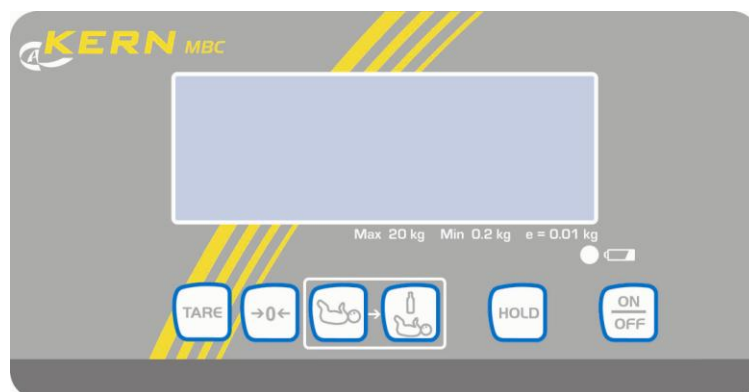 KERN MBC
Max 20 kg Min 0.2 kg e = 0.01 kg
TARE →0← HOLD ON
OFF